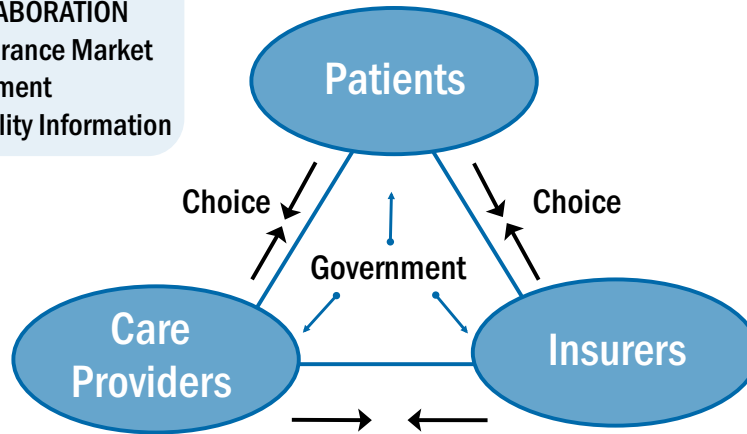 ABORATION
rance Market
ment
lity Information
Patients
Choice
Choice
Government
Care
Providers
Insurers